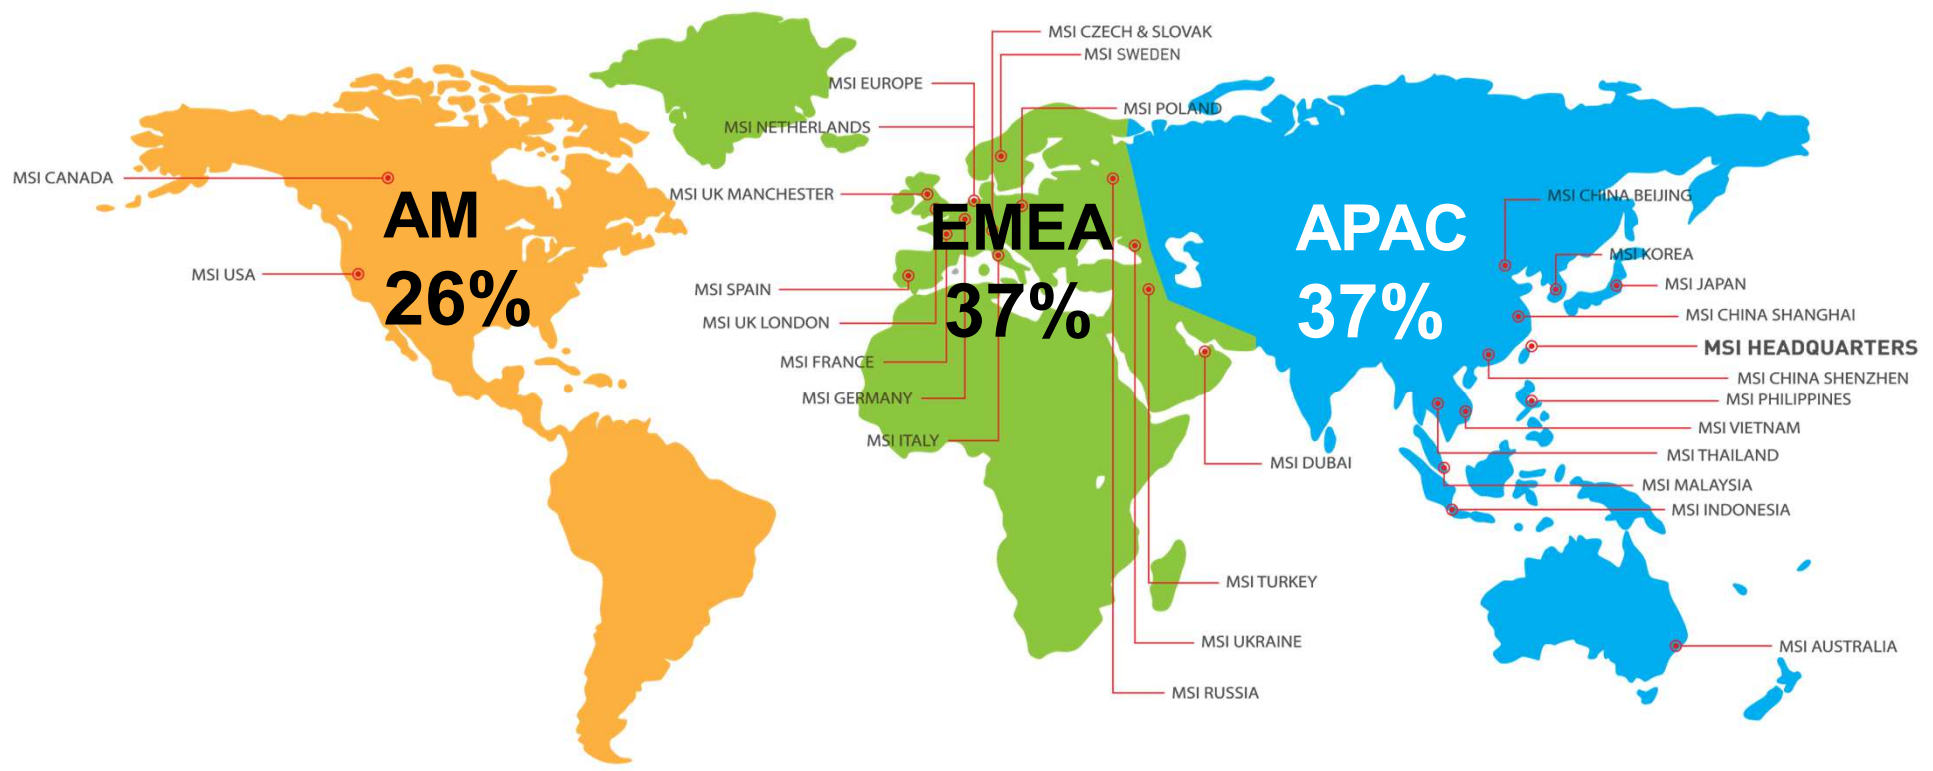 MSI CZECH & SLOVAK
MSI SWEDEN
MSI EUROPE
MSI POLAND
MSI NETHERLANDS
MSI CANADA
MSI UK MANCHESTER
MSI CHINA BEIJING
AM
26%
EMEA
37%
APAC
37%
MSI KOREA
MSI USA
MSI SPAIN
MSI JAPAN
MSI UK LONDON
MSI CHINA SHANGHAI
MSI HEADQUARTERS
MSI FRANCE
MSI CHINA SHENZHEN
MSI GERMANY
MSI PHILIPPINES
MSI VIETNAM
MSI ITALY
MSI THAILAND
MSI DUBAI
MSI MALAYSIA
MSI INDONESIA
MSI TURKEY
MSI UKRAINE
MSI AUSTRALIA
MSI RUSSIA